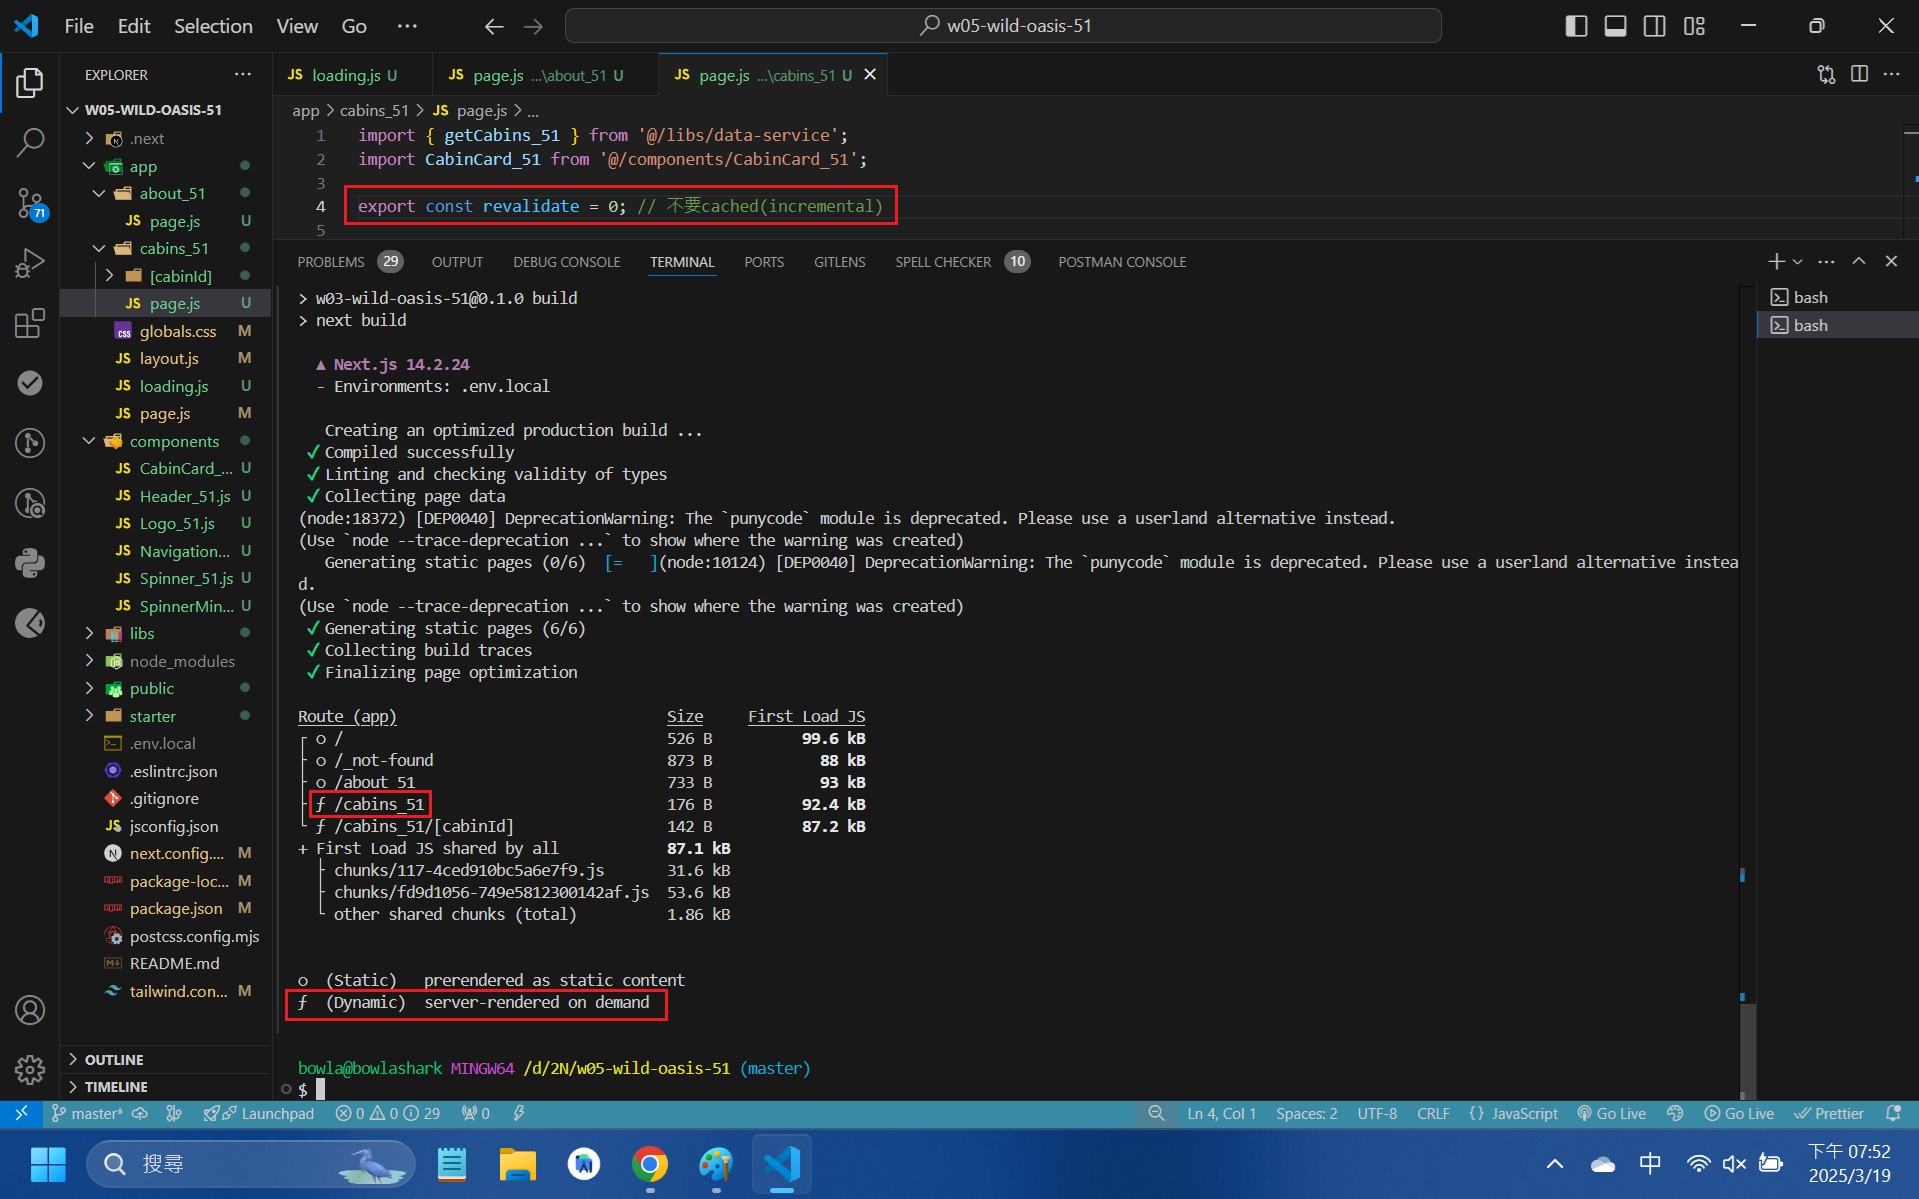 File Edit Selection View Go ··· w05-wild-oasis-51
EXPLORER ···
W05-WILD-OASIS-51
.next
app
about_51
JS page.js U
cabins_51
[cabinId]
JS page.js U
globals.css M
JS layout.js M
JS loading.js U
JS page.js M
components
JS CabinCard_... U
JS Header_51.js U
JS Logo_51.js U
JS Navigation... U
JS Spinner_51.js U
JS SpinnerMin... U
libs
node_modules
public
starter
.env.local
.eslintrc.json
.gitignore
JS jsconfig.json
next.config.... M
package-loc... M
package.json M
postcss.config.mjs
README.md
tailwind.con... M
OUTLINE
TIMELINE
71
JS loading.js U JS page.js ...\about_51 U JS page.js ...\cabins_51 U
app > cabins_51 > JS page.js > ...
1 import { getCabins_51 } from '@/libs/data-service';
2 import CabinCard_51 from '@/components/CabinCard_51';
3
4 export const revalidate = 0; // 不要cached(incremental)
5
PROBLEMS 29 OUTPUT DEBUG CONSOLE TERMINAL PORTS GITLENS SPELL CHECKER 10 POSTMAN CONSOLE
bash
bash
> w03-wild-oasis-51@0.1.0 build
> next build
▲ Next.js 14.2.24
- Environments: .env.local
Creating an optimized production build ...
✓ Compiled successfully
✓ Linting and checking validity of types
✓ Collecting page data
(node:18372) [DEP0040] DeprecationWarning: The `punycode` module is deprecated. Please use a userland alternative instead.
(Use `node --trace-deprecation ...` to show where the warning was created)
Generating static pages (0/6) [=   ](node:10124) [DEP0040] DeprecationWarning: The `punycode` module is deprecated. Please use a userland alternative instea
d.
(Use `node --trace-deprecation ...` to show where the warning was created)
✓ Generating static pages (6/6)
✓ Collecting build traces
✓ Finalizing page optimization
Route (app) Size First Load JS
┌ ○ / 526 B 99.6 kB
├ ○ /_not-found 873 B 88 kB
├ ○ /about_51 733 B 93 kB
├ ƒ /cabins_51 176 B 92.4 kB
└ ƒ /cabins_51/[cabinId] 142 B 87.2 kB
+ First Load JS shared by all 87.1 kB
├ chunks/117-4ced910bc5a6e7f9.js 31.6 kB
├ chunks/fd9d1056-749e5812300142af.js 53.6 kB
└ other shared chunks (total) 1.86 kB
○ (Static) prerendered as static content
ƒ (Dynamic) server-rendered on demand
bowla@bowlashark MINGW64 /d/2N/w05-wild-oasis-51 (master)
$
master* Launchpad 0 0 29 0 Ln 4, Col 1 Spaces: 2 UTF-8 CRLF {} JavaScript Go Live Go Live Prettier
搜尋 中 下午 07:52
2025/3/19